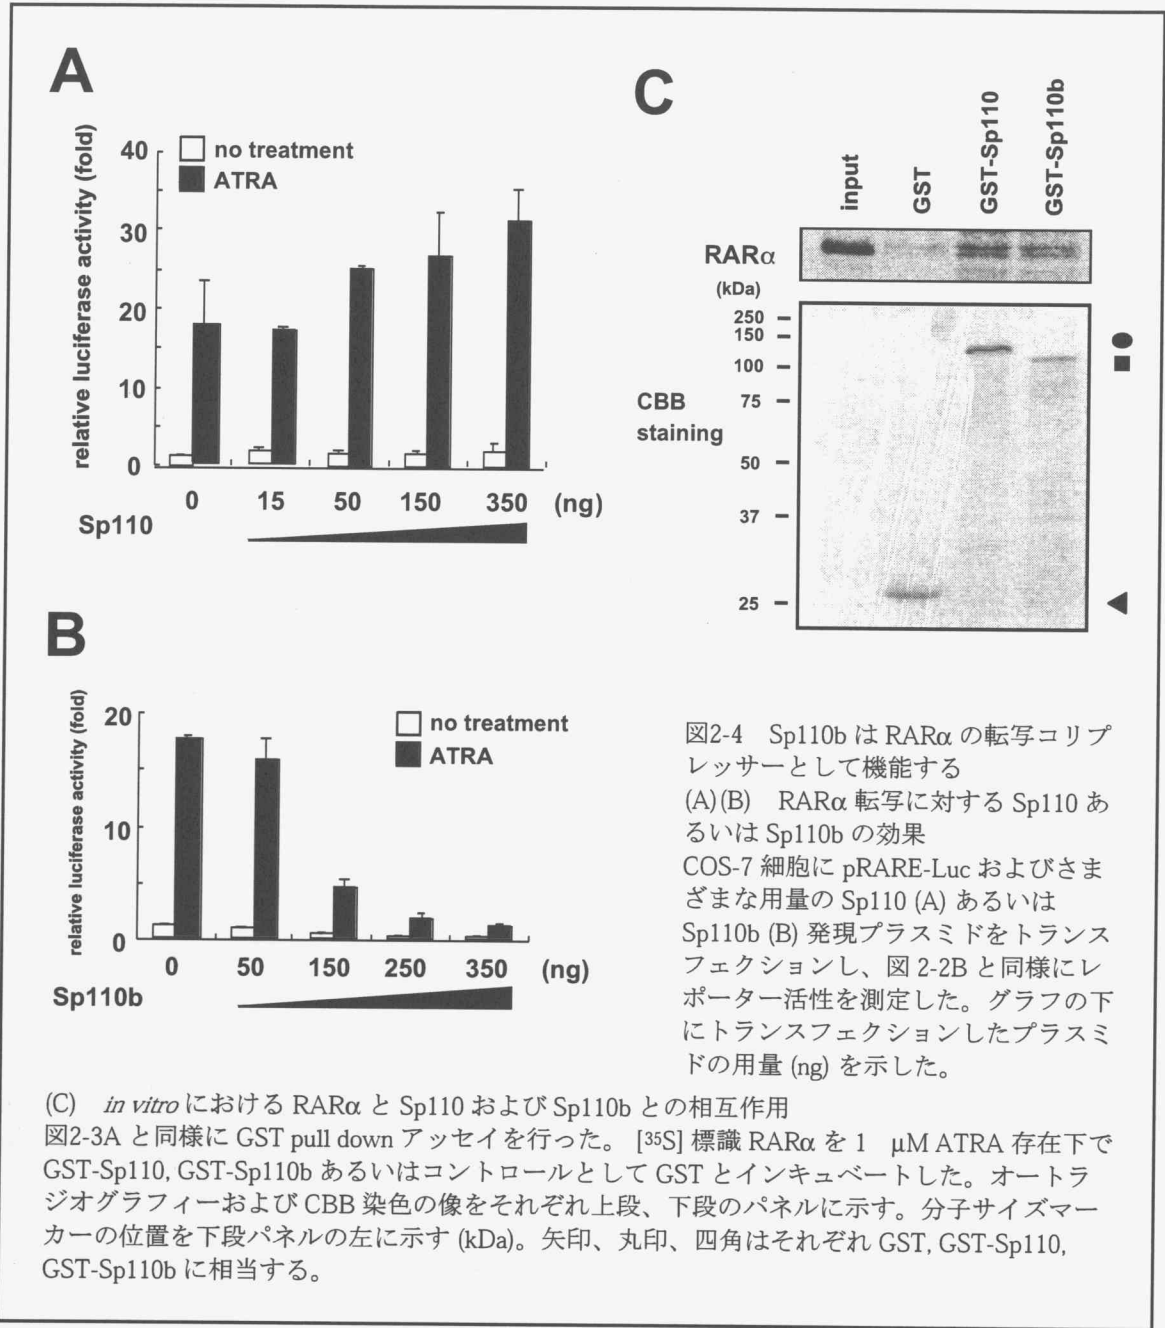 A
relative luciferase activity (fold)
40
30
20
10
0
no treatment
ATRA
0 15 50 150 350 (ng)
Sp110
B
relative luciferase activity (fold)
20
10
0
no treatment
ATRA
0 50 150 250 350 (ng)
Sp110b
C
input
GST
GST-Sp110
GST-Sp110b
RARα
(kDa)
250
150
100
75
50
37
25
CBB
staining
図2-4 Sp110b は RARα の転写コリプ
レッサーとして機能する
(A)(B) RARα 転写に対する Sp110 あ
るいは Sp110b の効果
COS-7 細胞に pRARE-Luc およびさま
ざまな用量の Sp110 (A) あるいは
Sp110b (B) 発現プラスミドをトランス
フェクションし、図 2-2B と同様にレ
ポーター活性を測定した。グラフの下
にトランスフェクションしたプラスミ
ドの用量 (ng) を示した。
(C) in vitro における RARα と Sp110 および Sp110b との相互作用
図2-3A と同様に GST pull down アッセイを行った。 [³⁵S] 標識 RARα を 1 μM ATRA 存在下で
GST-Sp110, GST-Sp110b あるいはコントロールとして GST とインキュベートした。オートラ
ジオグラフィーおよび CBB 染色の像をそれぞれ上段、下段のパネルに示す。分子サイズマー
カーの位置を下段パネルの左に示す (kDa)。矢印、丸印、四角はそれぞれ GST, GST-Sp110,
GST-Sp110b に相当する。